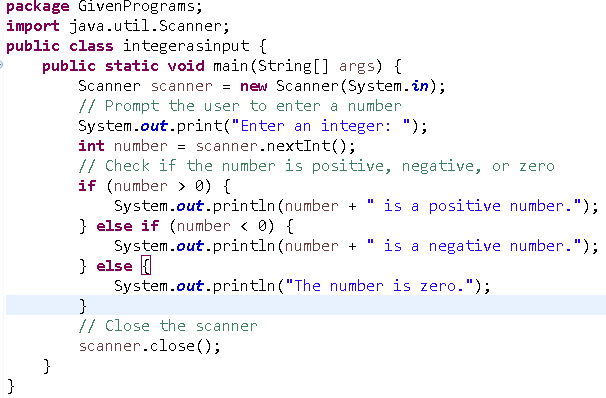 package GivenPrograms;
import java.util.Scanner;
public class integerasinput {
    public static void main(String[] args) {
        Scanner scanner = new Scanner(System.in);
        // Prompt the user to enter a number
        System.out.print("Enter an integer: ");
        int number = scanner.nextInt();
        // Check if the number is positive, negative, or zero
        if (number > 0) {
            System.out.println(number + " is a positive number.");
        } else if (number < 0) {
            System.out.println(number + " is a negative number.");
        } else {
            System.out.println("The number is zero.");
        }
        // Close the scanner
        scanner.close();
    }
}